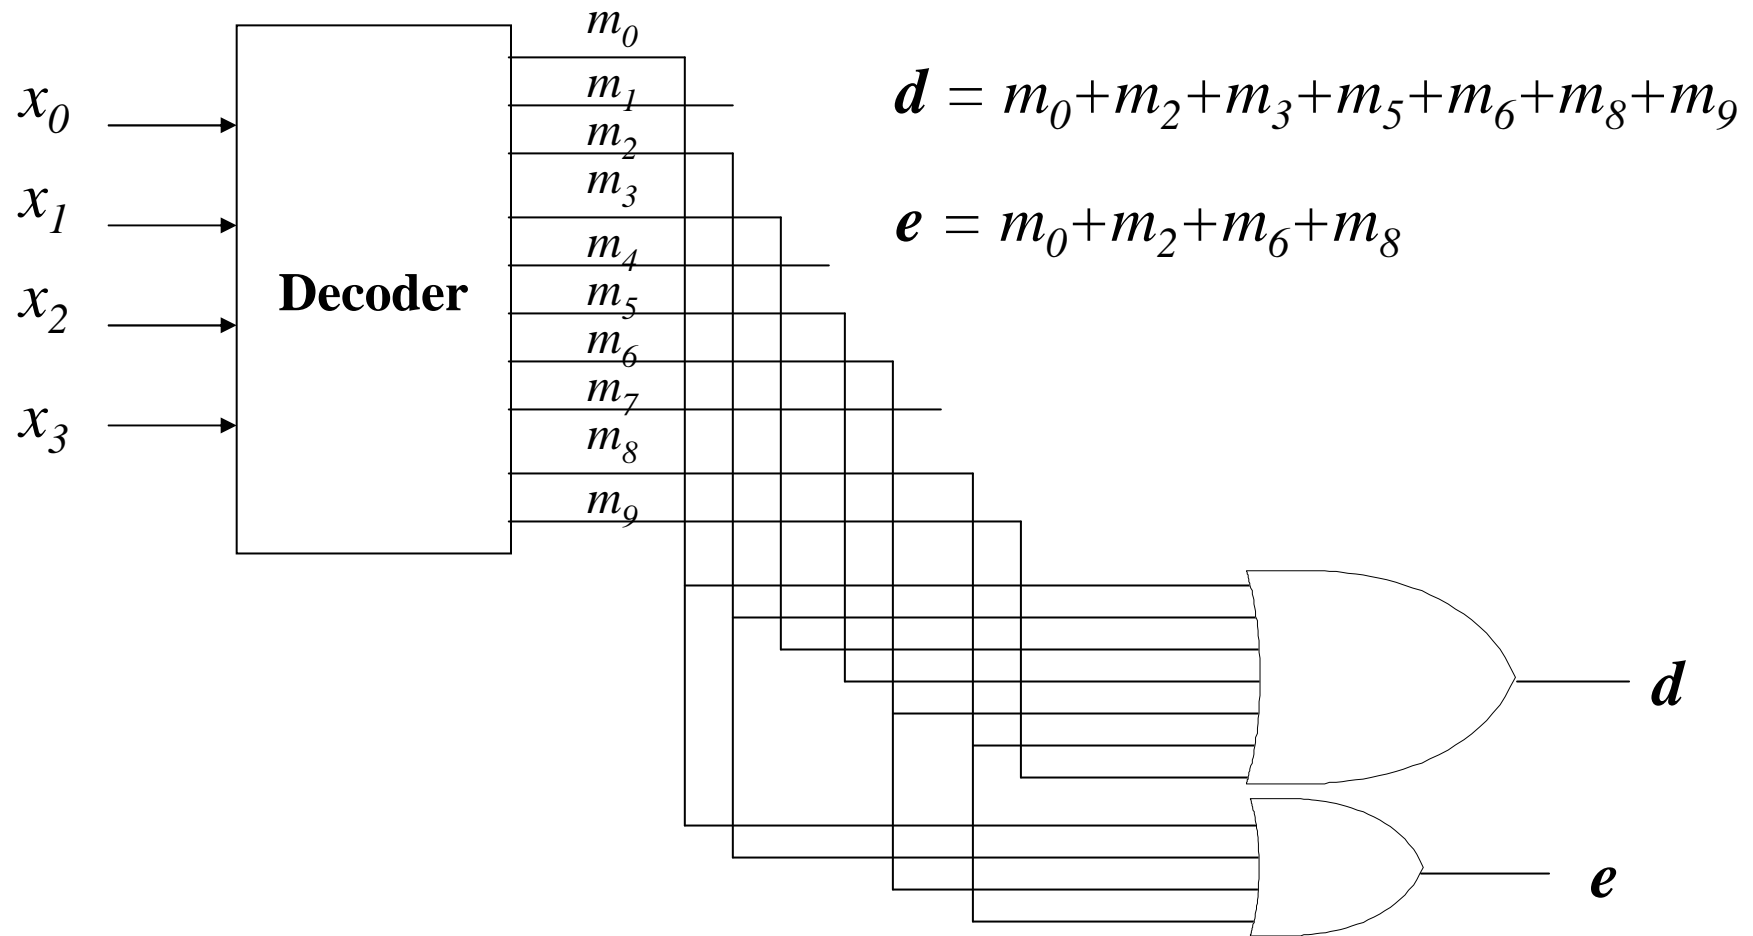 x₀
x₁
x₂
x₃
Decoder
m₀
m₁
m₂
m₃
m₄
m₅
m₆
m₇
m₈
m₉
d = m₀+m₂+m₃+m₅+m₆+m₈+m₉
e = m₀+m₂+m₆+m₈
d
e